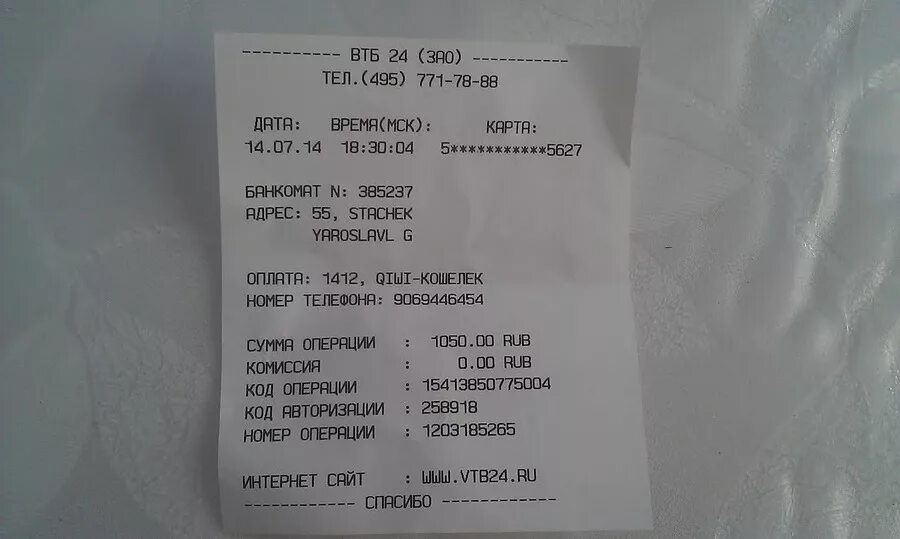 ---------- ВТБ 24 (ЗАО) ----------
ТЕЛ.(495) 771-78-88
ДАТА: ВРЕМЯ(МСК): КАРТА:
14.07.14 18:30:04 5***********5627
БАНКОМАТ N: 385237
АДРЕС: 55, STACHEK
YAROSLAVL G
ОПЛАТА: 1412, QIWI-КОШЕЛЕК
НОМЕР ТЕЛЕФОНА: 9069446454
СУММА ОПЕРАЦИИ : 1050.00 RUB
КОМИССИЯ : 0.00 RUB
КОД ОПЕРАЦИИ : 15413850775004
КОД АВТОРИЗАЦИИ : 258918
НОМЕР ОПЕРАЦИИ : 1203185265
ИНТЕРНЕТ САЙТ : WWW.VTB24.RU
------------ СПАСИБО ------------